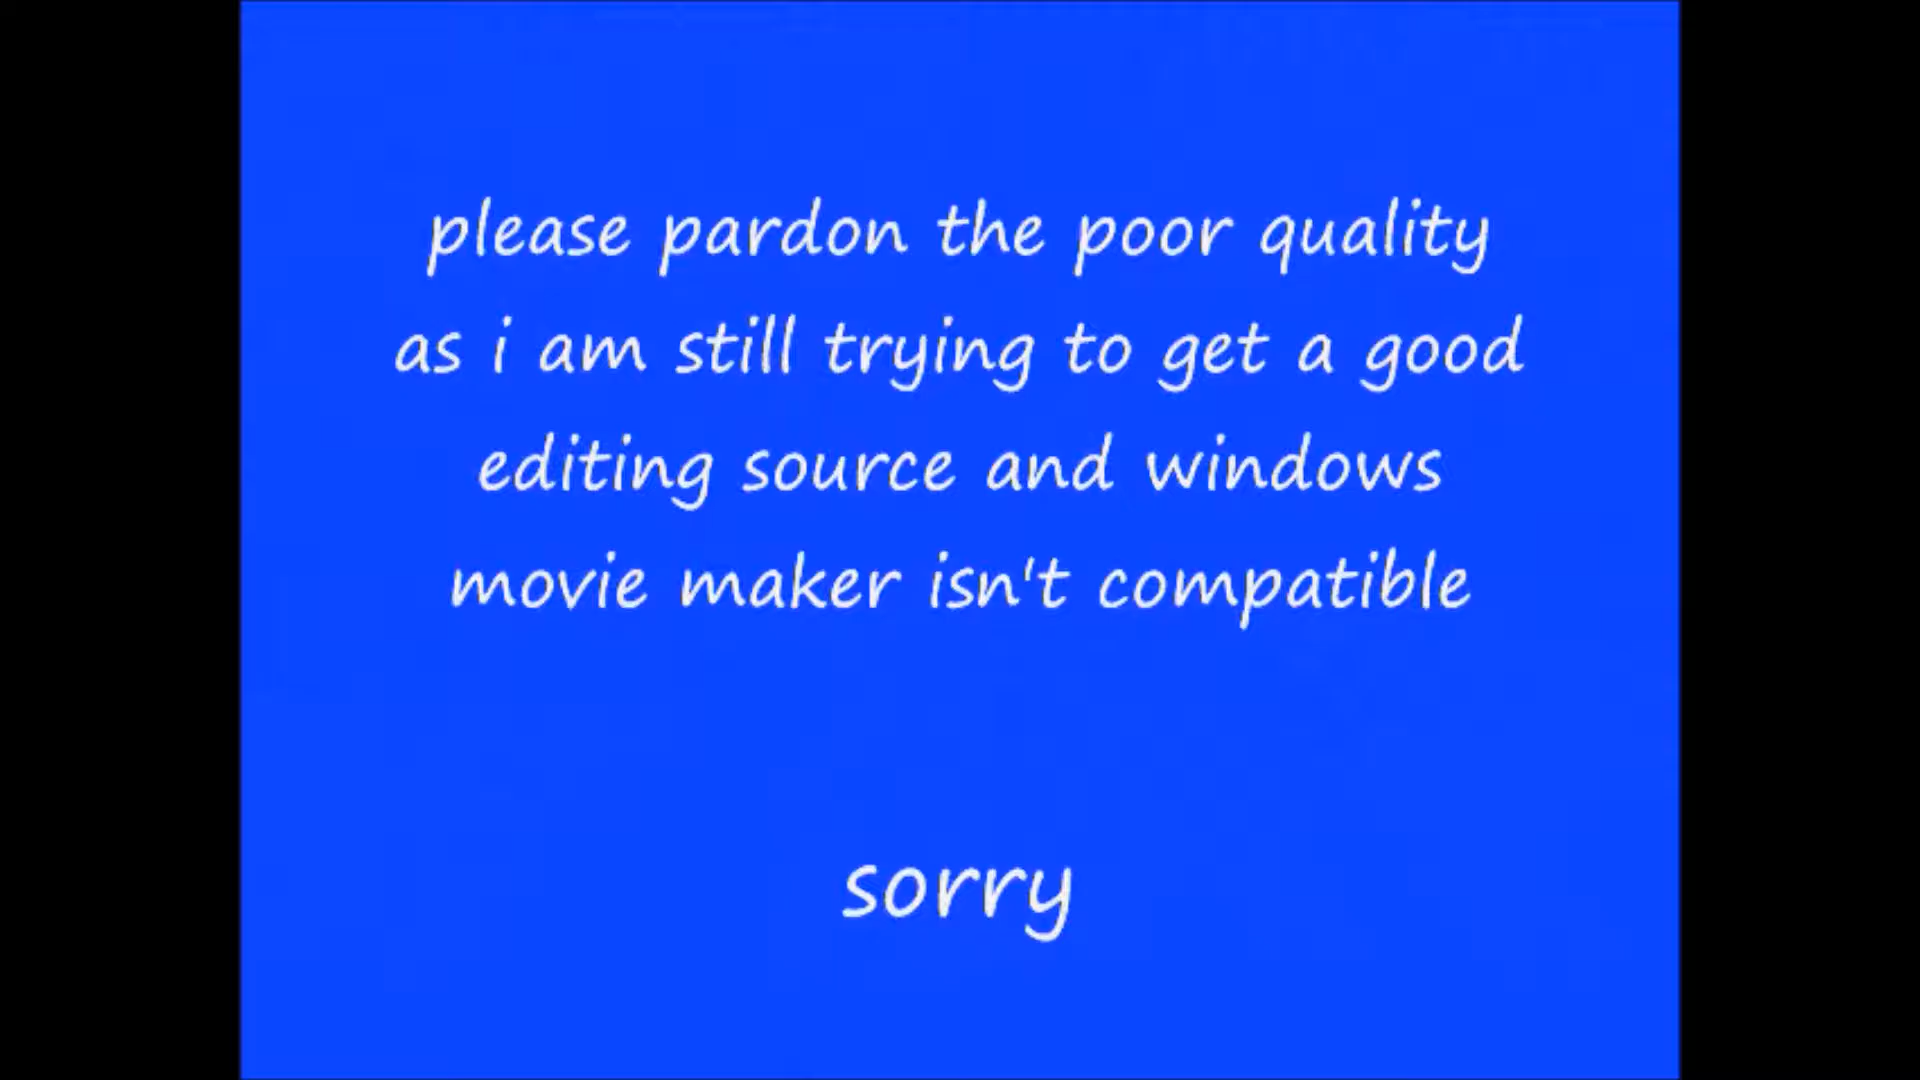 please pardon the poor quality
as i am still trying to get a good
editing source and windows
movie maker isn't compatible
sorry